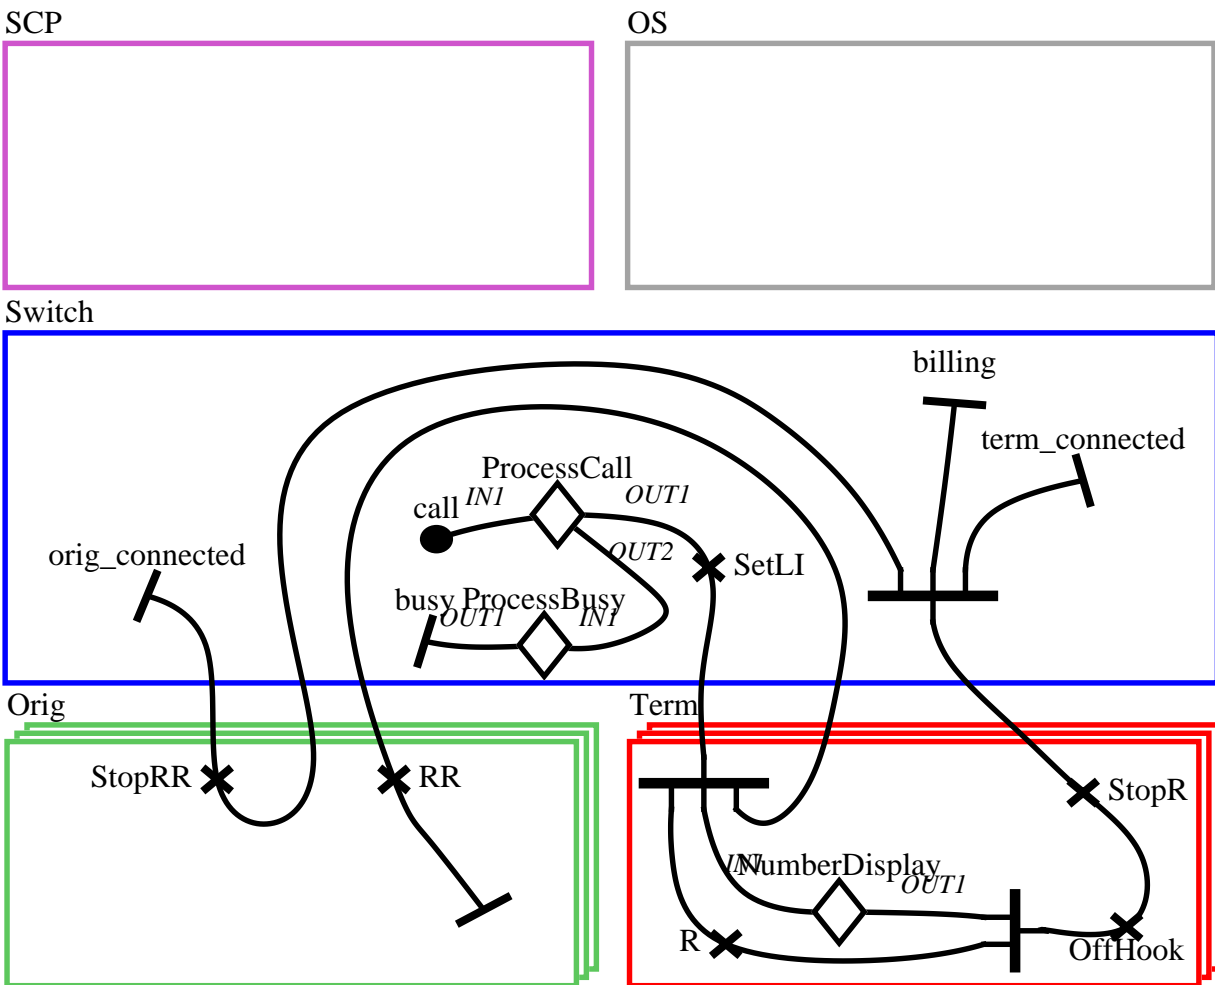 SCP
OS
Switch
billing
term_connected
ProcessCall
IN1
OUT1
call
OUT2
SetLI
orig_connected
busy
ProcessBusy
OUT1
IN1
Orig
Term
StopRR
RR
StopR
IN1
NumberDisplay
OUT1
R
OffHook